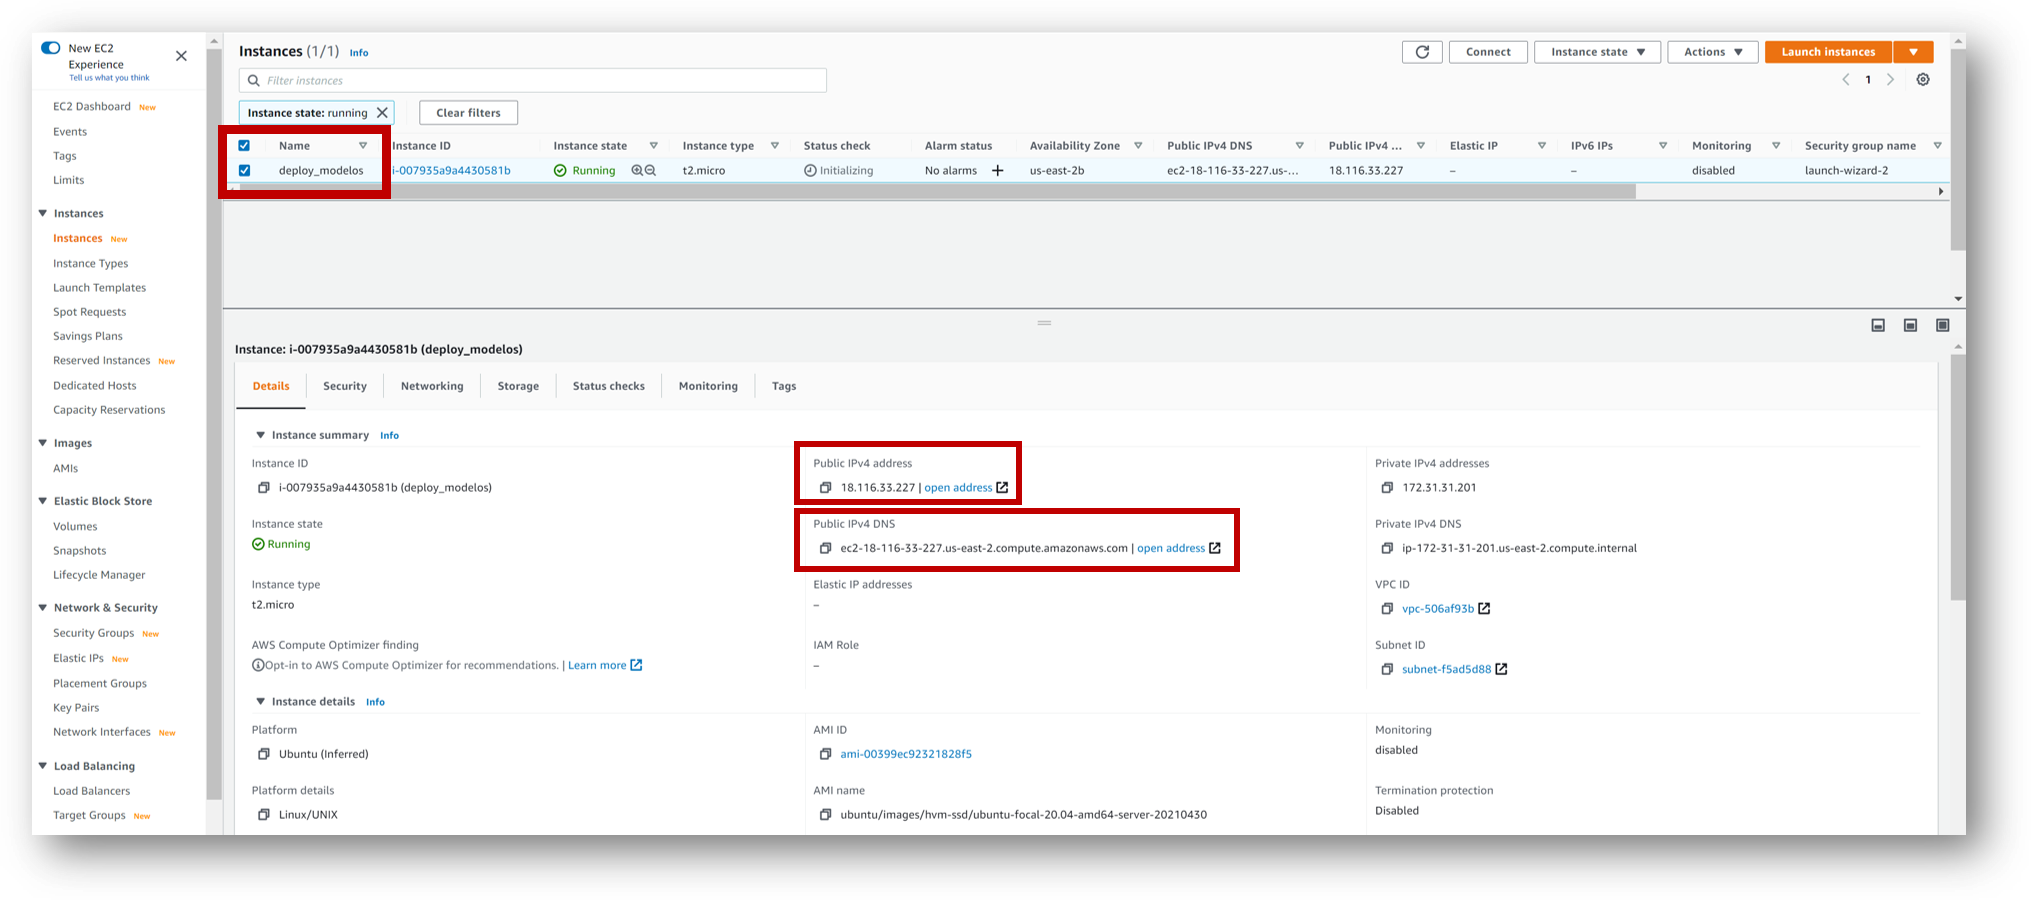 New EC2
Experience
Tell us what you think
EC2 Dashboard New
Events
Tags
Limits
Instances
Instances New
Instance Types
Launch Templates
Spot Requests
Savings Plans
Reserved Instances New
Dedicated Hosts
Capacity Reservations
Images
AMIs
Elastic Block Store
Volumes
Snapshots
Lifecycle Manager
Network & Security
Security Groups New
Elastic IPs New
Placement Groups
Key Pairs
Network Interfaces New
Load Balancing
Load Balancers
Target Groups New
Instances (1/1) Info
Connect
Instance state
Actions
Launch instances
Filter instances
1
Instance state: running
Clear filters
Name Instance ID Instance state Instance type Status check Alarm status Availability Zone Public IPv4 DNS Public IPv4 ... Elastic IP IPv6 IPs Monitoring Security group name
deploy_modelos i-007935a9a4430581b Running t2.micro Initializing No alarms + us-east-2b ec2-18-116-33-227.us-... 18.116.33.227 – – disabled launch-wizard-2
Instance: i-007935a9a4430581b (deploy_modelos)
Details Security Networking Storage Status checks Monitoring Tags
Instance summary Info
Instance ID
i-007935a9a4430581b (deploy_modelos)
Public IPv4 address
18.116.33.227 | open address
Private IPv4 addresses
172.31.31.201
Instance state
Running
Public IPv4 DNS
ec2-18-116-33-227.us-east-2.compute.amazonaws.com | open address
Private IPv4 DNS
ip-172-31-31-201.us-east-2.compute.internal
Instance type
t2.micro
Elastic IP addresses
–
VPC ID
vpc-506af93b
AWS Compute Optimizer finding
Opt-in to AWS Compute Optimizer for recommendations. | Learn more
IAM Role
–
Subnet ID
subnet-f5ad5d88
Instance details Info
Platform
Ubuntu (Inferred)
AMI ID
ami-00399ec92321828f5
Monitoring
disabled
Platform details
Linux/UNIX
AMI name
ubuntu/images/hvm-ssd/ubuntu-focal-20.04-amd64-server-20210430
Termination protection
Disabled